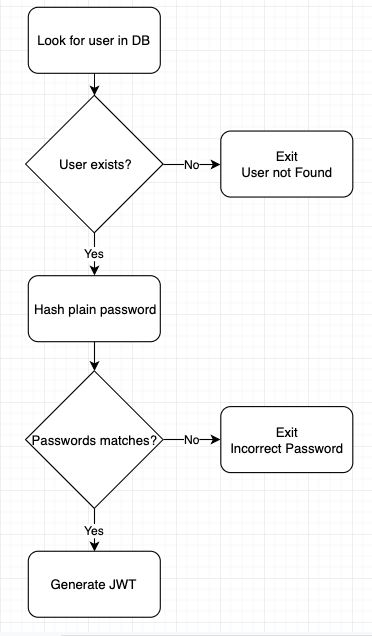 Look for user in DB
User exists?
No
Exit
User not Found
Yes
Hash plain password
Passwords matches?
No
Exit
Incorrect Password
Yes
Generate JWT